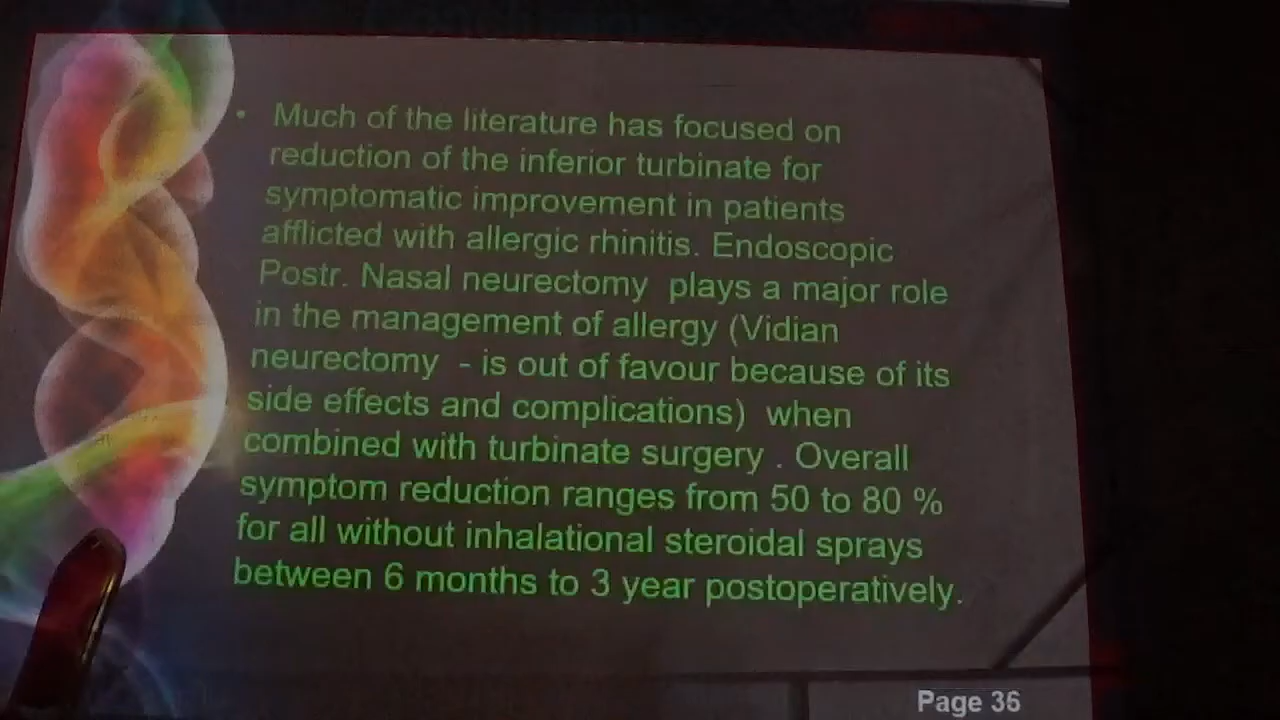 • Much of the literature has focused on
reduction of the inferior turbinate for
symptomatic improvement in patients
afflicted with allergic rhinitis. Endoscopic
Postr. Nasal neurectomy plays a major role
in the management of allergy (Vidian
neurectomy - is out of favour because of its
side effects and complications) when
combined with turbinate surgery . Overall
symptom reduction ranges from 50 to 80 %
for all without inhalational steroidal sprays
between 6 months to 3 year postoperatively.
Page 36